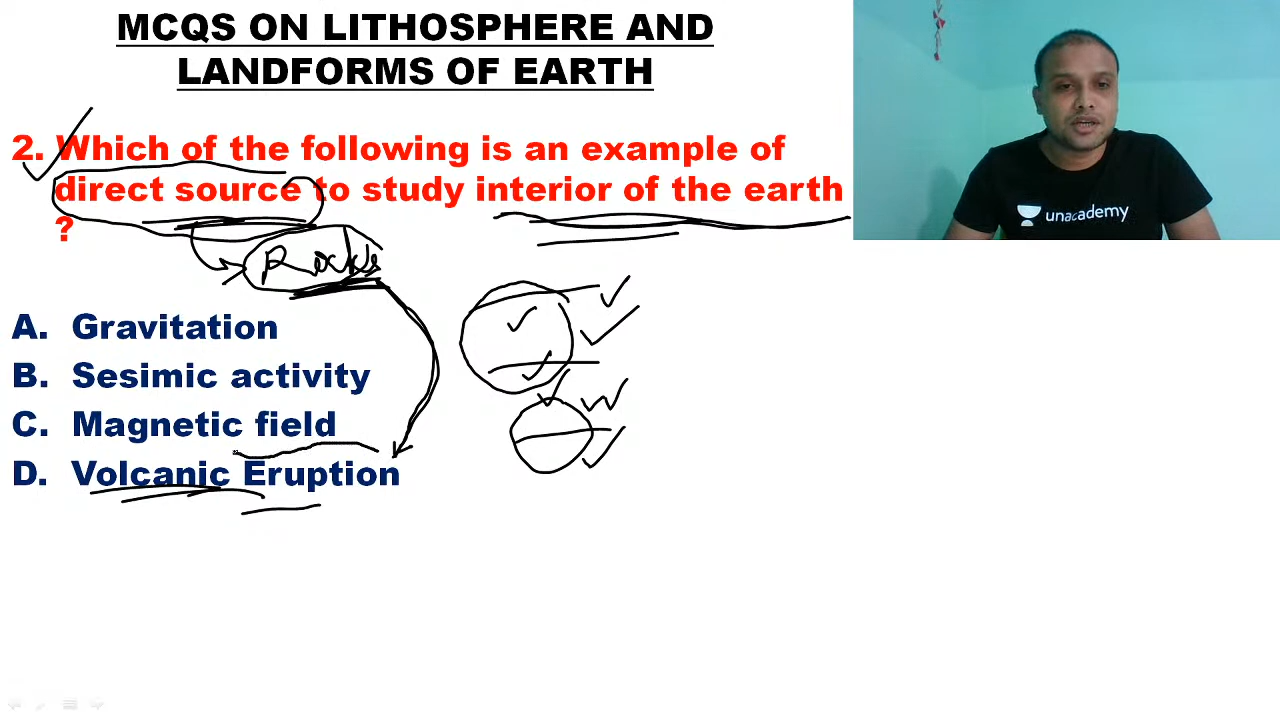 MCQS ON LITHOSPHERE AND
LANDFORMS OF EARTH
2. Which of the following is an example of
direct source to study interior of the earth
?
Rocks
A. Gravitation
B. Sesimic activity
C. Magnetic field
D. Volcanic Eruption
unacademy